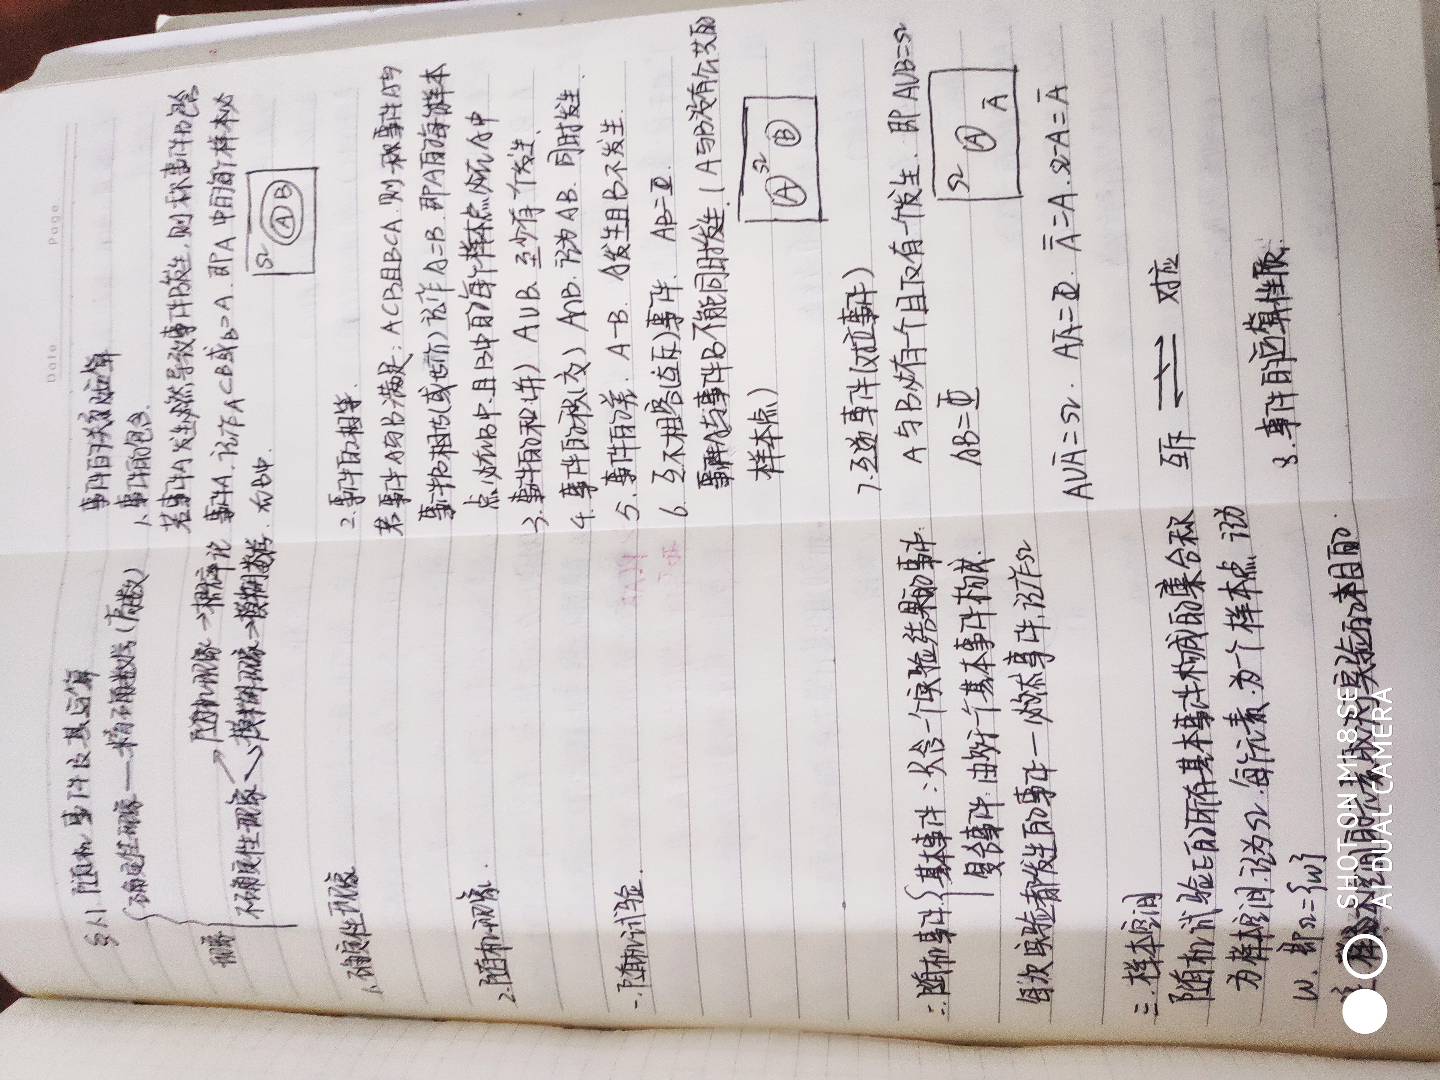 §1.1. 随机事件及其运算
现象
确定性现象 —— 精确数学(高数)
不确定性现象
随机现象 → 概率论
模糊现象 → 模糊数学.
1. 确定性现象
2. 随机现象.
一. 随机试验.
二. 随机事件
基本事件: 只含一个实验结果的事件.
复合事件: 由多于一个基本事件构成.
每次实验都发生的事件 — 必然事件, 记作Ω
三. 样本空间
随机试验E的所有基本事件构成的集合称
为样本空间. 记为Ω. 每个元素. 为一个样本点. 记为
ω. 即Ω={ω}
注. 样本空间的元素取决于实验的目的.
Date Page
事件的关系及运算
1. 事件的包含.
若事件A发生必然导致事件B发生, 则称事件B包含
事件A. 记作A⊂B或B⊃A. 即A中的每个样本必
在B中.
Ω A B
2. 事件的相等.
若事件A与B满足: A⊂B且B⊂A. 则称事件A与
事件B相等(或等价) 记作A=B. 即A的每个样本
点必在B中. 且B中的每个样本点必在A中
3. 事件的和(并) A∪B. 至少有一个发生.
4. 事件的积(交) A∩B. 记为AB. 同时发生.
5. 事件的差. A-B. A发生且B不发生.
6. 互不相容(互斥)事件. AB=Φ.
事件A与事件B不能同时发生. (A与B没有公共的
样本点)
A Ω B
7. 互逆事件(对立事件)
A与B必有一个且仅有一个发生. 即A∪B=Ω
AB=Φ
Ω A Ā
A∪Ā=Ω. AĀ=Φ. A̿=A. Ω-A=Ā
互斥 ⇌ 对应
8. 事件的运算性质.
SHOT ON MI 8 SE
AI DUAL CAMERA